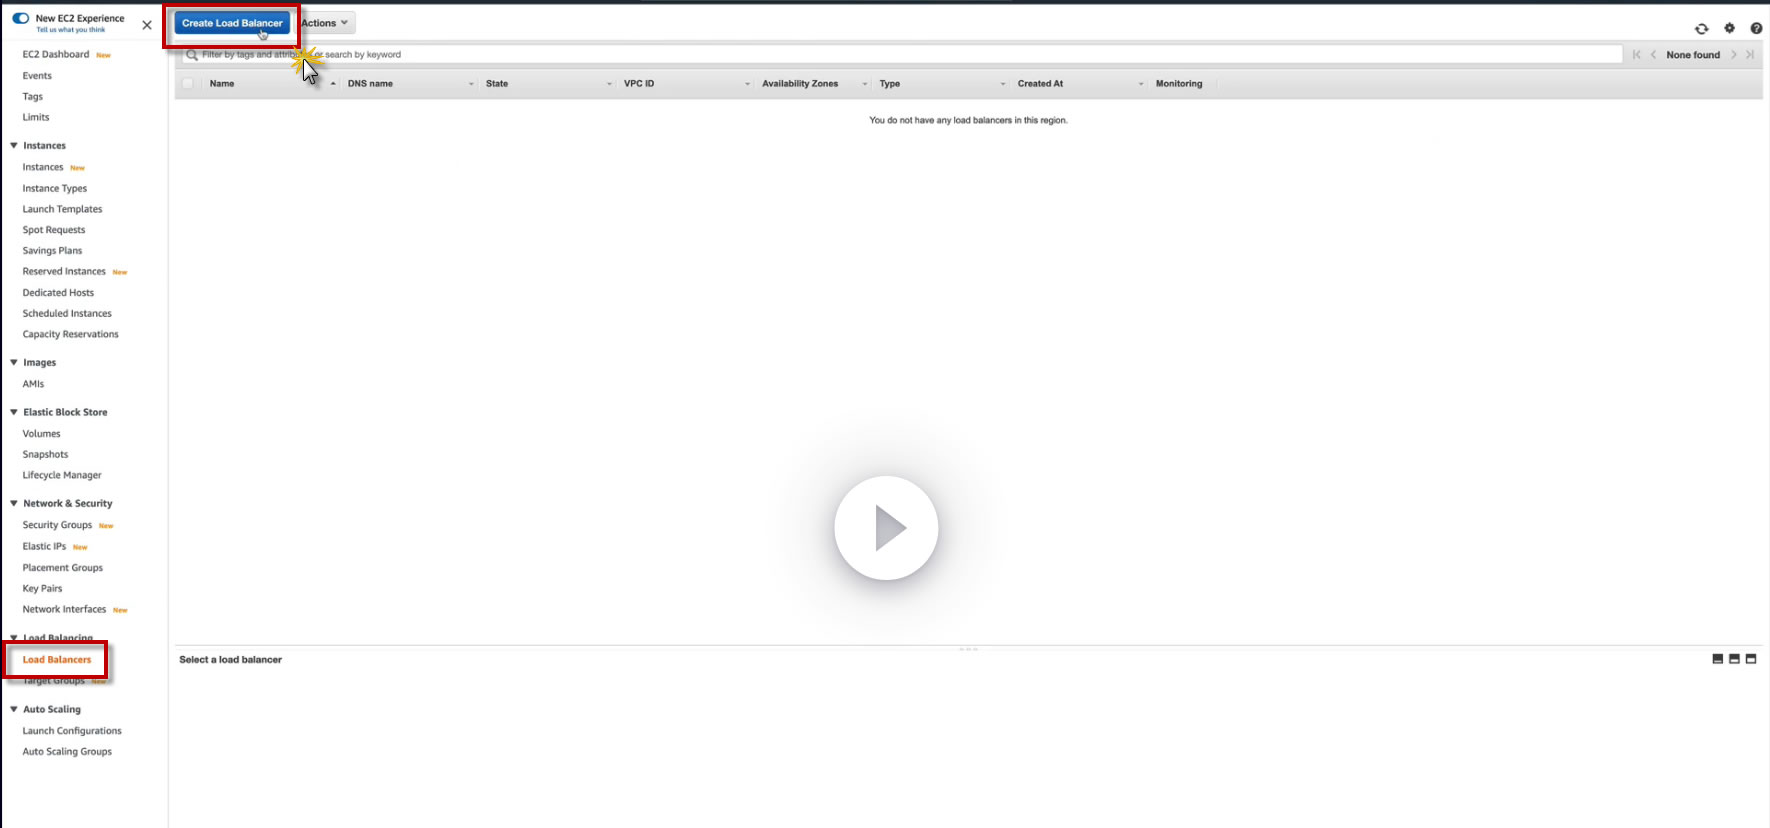 New EC2 Experience
Tell us what you think
EC2 Dashboard New
Events
Tags
Limits
Instances
Instances New
Instance Types
Launch Templates
Spot Requests
Savings Plans
Reserved Instances New
Dedicated Hosts
Scheduled Instances
Capacity Reservations
Images
AMIs
Elastic Block Store
Volumes
Snapshots
Lifecycle Manager
Network & Security
Security Groups New
Elastic IPs New
Placement Groups
Key Pairs
Network Interfaces New
Load Balancing
Load Balancers
Target Groups New
Auto Scaling
Launch Configurations
Auto Scaling Groups
Create Load Balancer Actions
Filter by tags and attributes or search by keyword
None found
Name DNS name State VPC ID Availability Zones Type Created At Monitoring
You do not have any load balancers in this region.
Select a load balancer